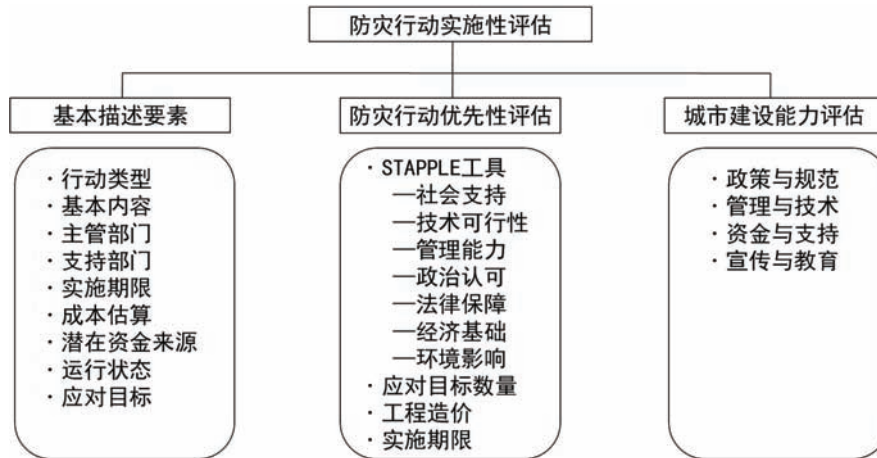 防灾行动实施性评估
基本描述要素
·行动类型
·基本内容
·主管部门
·支持部门
·实施期限
·成本估算
·潜在资金来源
·运行状态
·应对目标
防灾行动优先性评估
·STAPPLE工具
—社会支持
—技术可行性
—管理能力
—政治认可
—法律保障
—经济基础
—环境影响
·应对目标数量
·工程造价
·实施期限
城市建设能力评估
·政策与规范
·管理与技术
·资金与支持
·宣传与教育